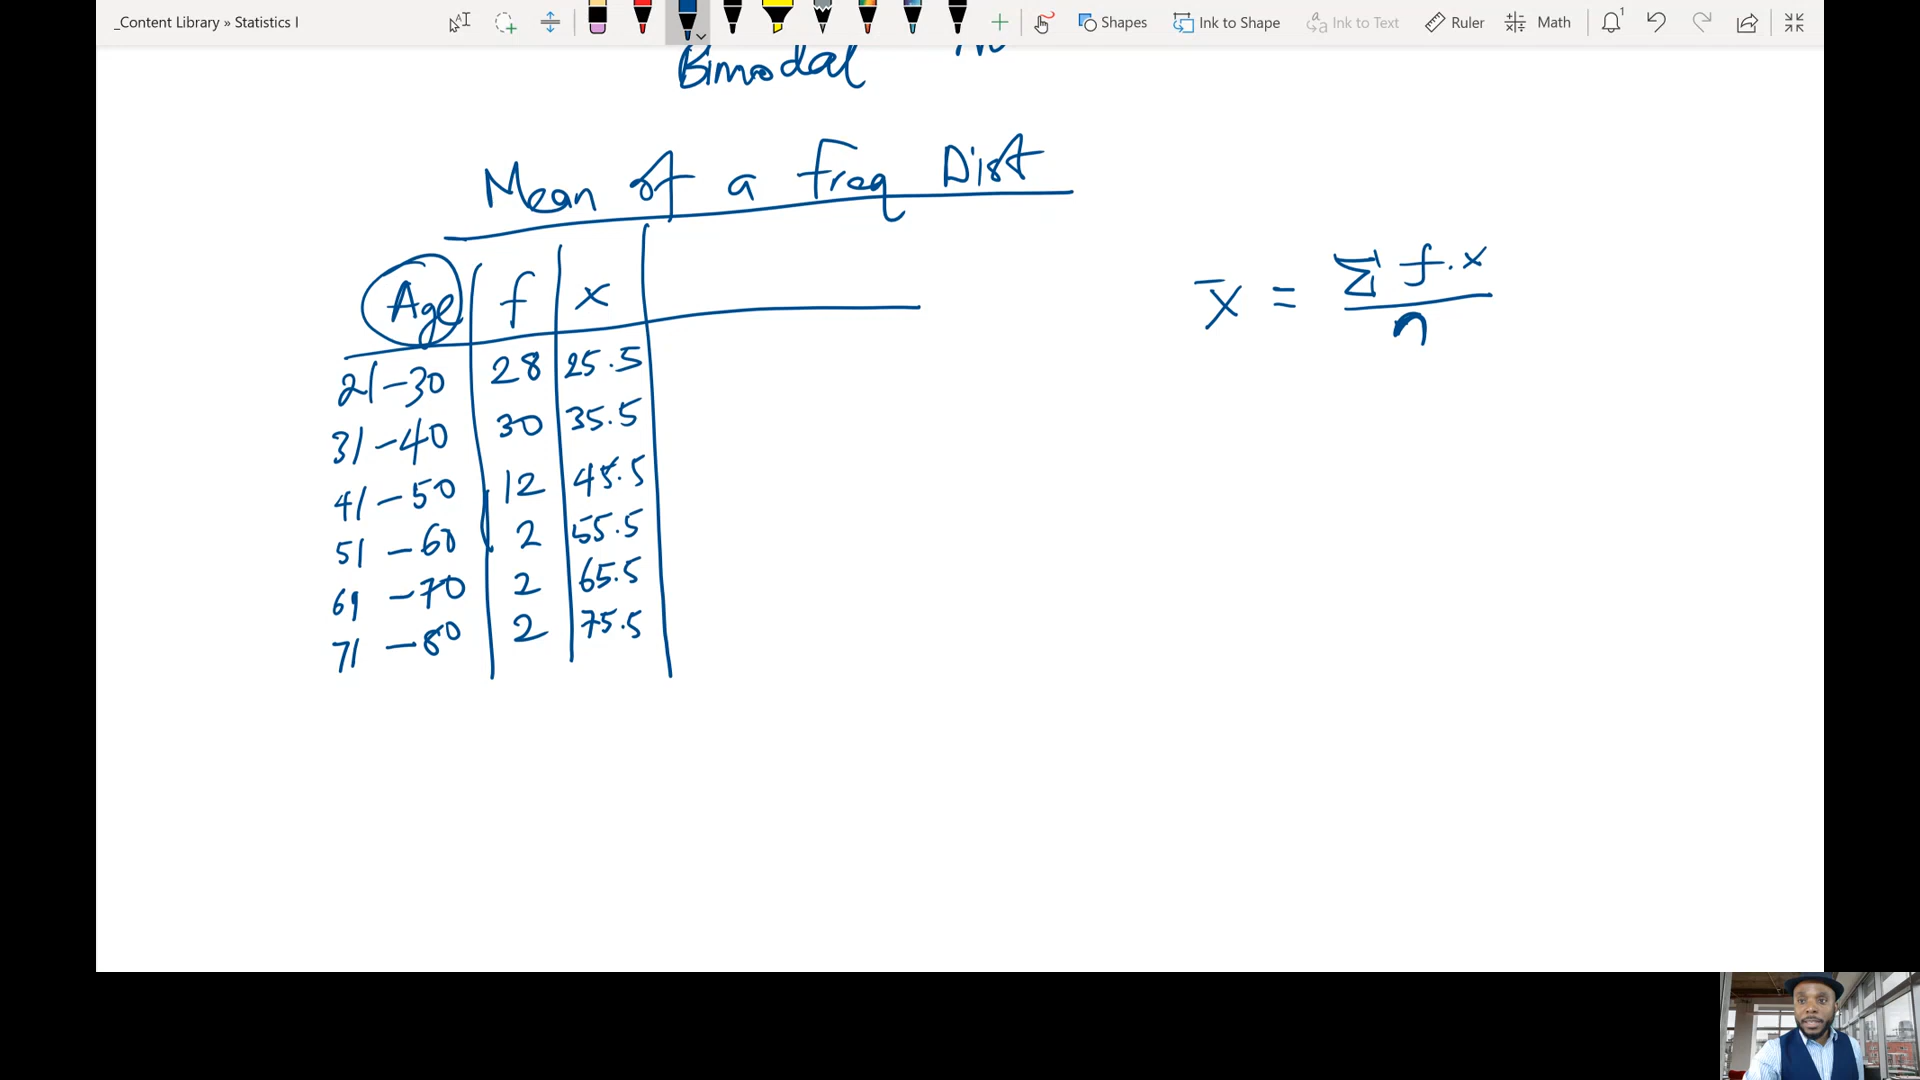 _Content Library » Statistics I
Shapes
Ink to Shape
Ink to Text
Ruler
Math
1
Bimodal
Mean of a freq Dist
Age f x
21-30 28 25.5
31-40 30 35.5
41-50 12 45.5
51-60 2 55.5
61-70 2 65.5
71-80 2 75.5
x̄ = Σ f.x
n